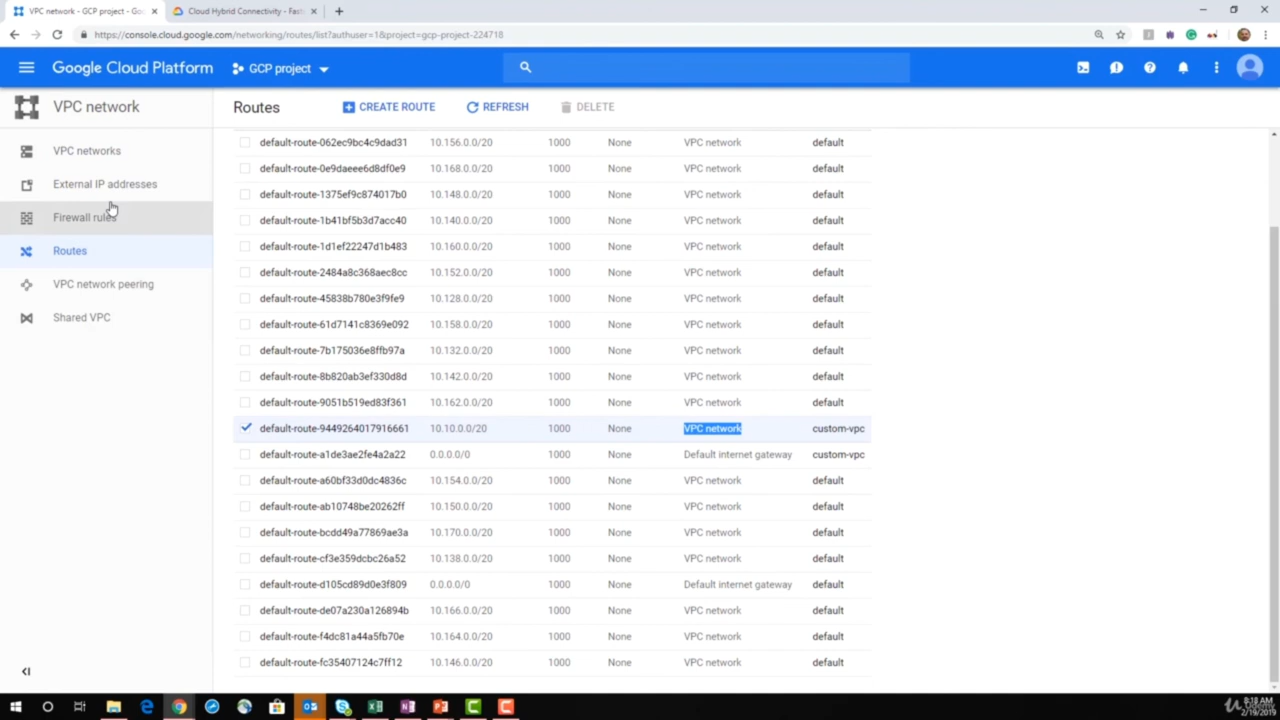 VPC network - GCP project - Goo
Cloud Hybrid Connectivity - Fast
https://console.cloud.google.com/networking/routes/list?authuser=1&project=gcp-project-224718
Google Cloud Platform
GCP project
VPC network
Routes
CREATE ROUTE
REFRESH
DELETE
VPC networks
External IP addresses
Firewall rules
Routes
VPC network peering
Shared VPC
default-route-062ec9bc4c9dad31 10.156.0.0/20 1000 None VPC network default
default-route-0e9daeee6d8df0e9 10.168.0.0/20 1000 None VPC network default
default-route-1375ef9c874017b0 10.148.0.0/20 1000 None VPC network default
default-route-1b41bf5b3d7acc40 10.140.0.0/20 1000 None VPC network default
default-route-1d1ef22247d1b483 10.160.0.0/20 1000 None VPC network default
default-route-2484a8c368aec8cc 10.152.0.0/20 1000 None VPC network default
default-route-45838b780e3f9fe9 10.128.0.0/20 1000 None VPC network default
default-route-61d7141c8369e092 10.158.0.0/20 1000 None VPC network default
default-route-7b175036e8ffb97a 10.132.0.0/20 1000 None VPC network default
default-route-8b820ab3ef330d8d 10.142.0.0/20 1000 None VPC network default
default-route-9051b519ed83f361 10.162.0.0/20 1000 None VPC network default
default-route-9449264017916661 10.10.0.0/20 1000 None VPC network custom-vpc
default-route-a1de3ae2fe4a2a22 0.0.0.0/0 1000 None Default internet gateway custom-vpc
default-route-a60bf33d0dc4836c 10.154.0.0/20 1000 None VPC network default
default-route-ab10748be20262ff 10.150.0.0/20 1000 None VPC network default
default-route-bcdd49a77869ae3a 10.170.0.0/20 1000 None VPC network default
default-route-cf3e359dcbc26a52 10.138.0.0/20 1000 None VPC network default
default-route-d105cd89d0e3f809 0.0.0.0/0 1000 None Default internet gateway default
default-route-de07a230a126894b 10.166.0.0/20 1000 None VPC network default
default-route-f4dc81a44a5fb70e 10.164.0.0/20 1000 None VPC network default
default-route-fc35407124c7ff12 10.146.0.0/20 1000 None VPC network default
8:18 AM
2/19/2019